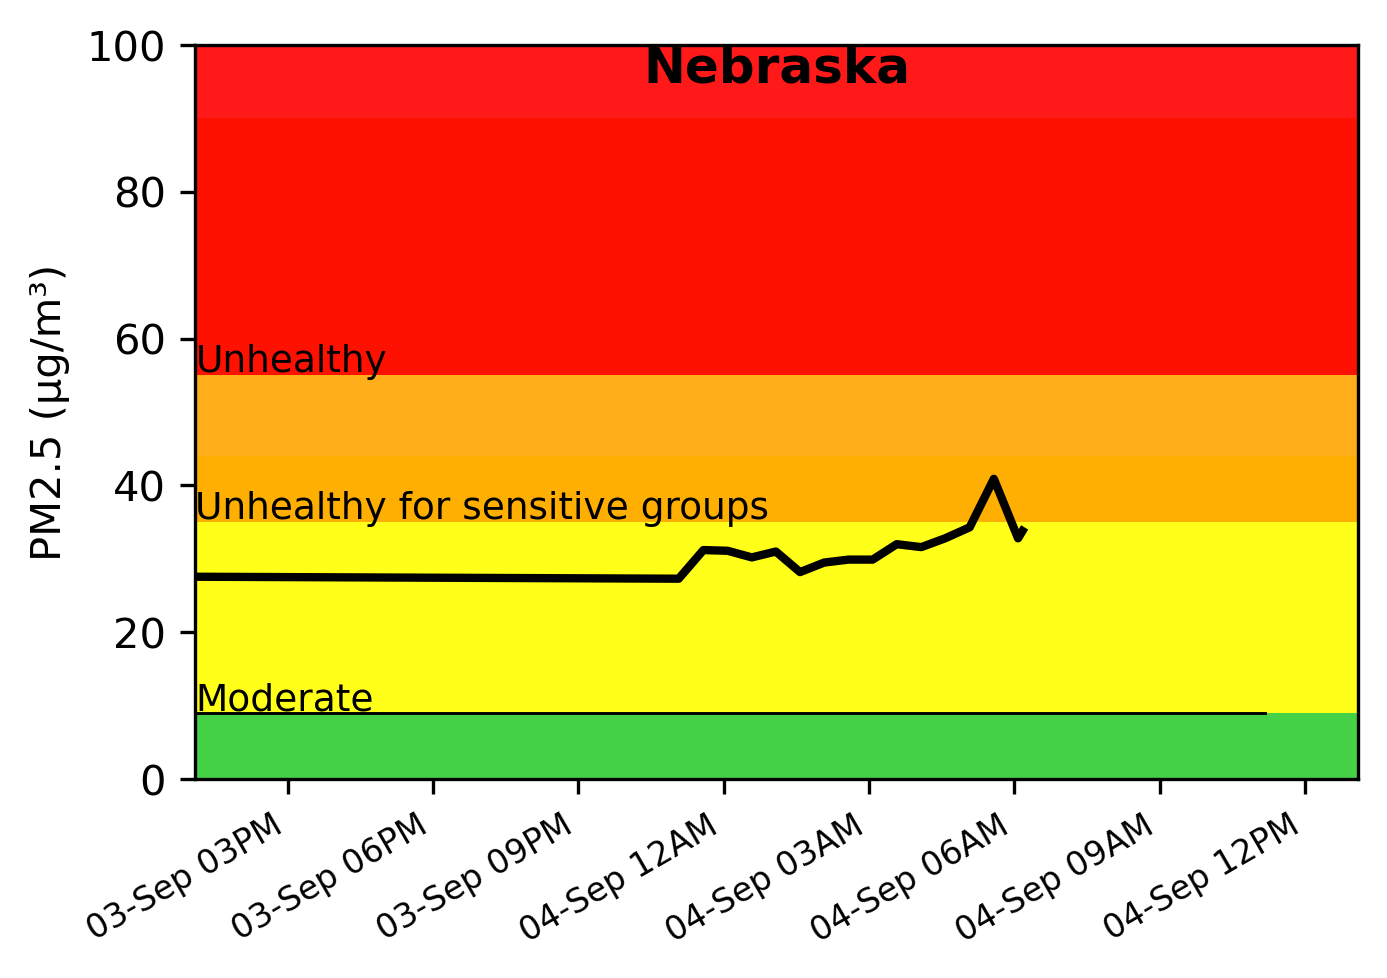 Nebraska
100
80
60
40
20
0
PM2.5 (µg/m³)
Unhealthy
Unhealthy for sensitive groups
Moderate
03-Sep 03PM
03-Sep 06PM
03-Sep 09PM
04-Sep 12AM
04-Sep 03AM
04-Sep 06AM
04-Sep 09AM
04-Sep 12PM